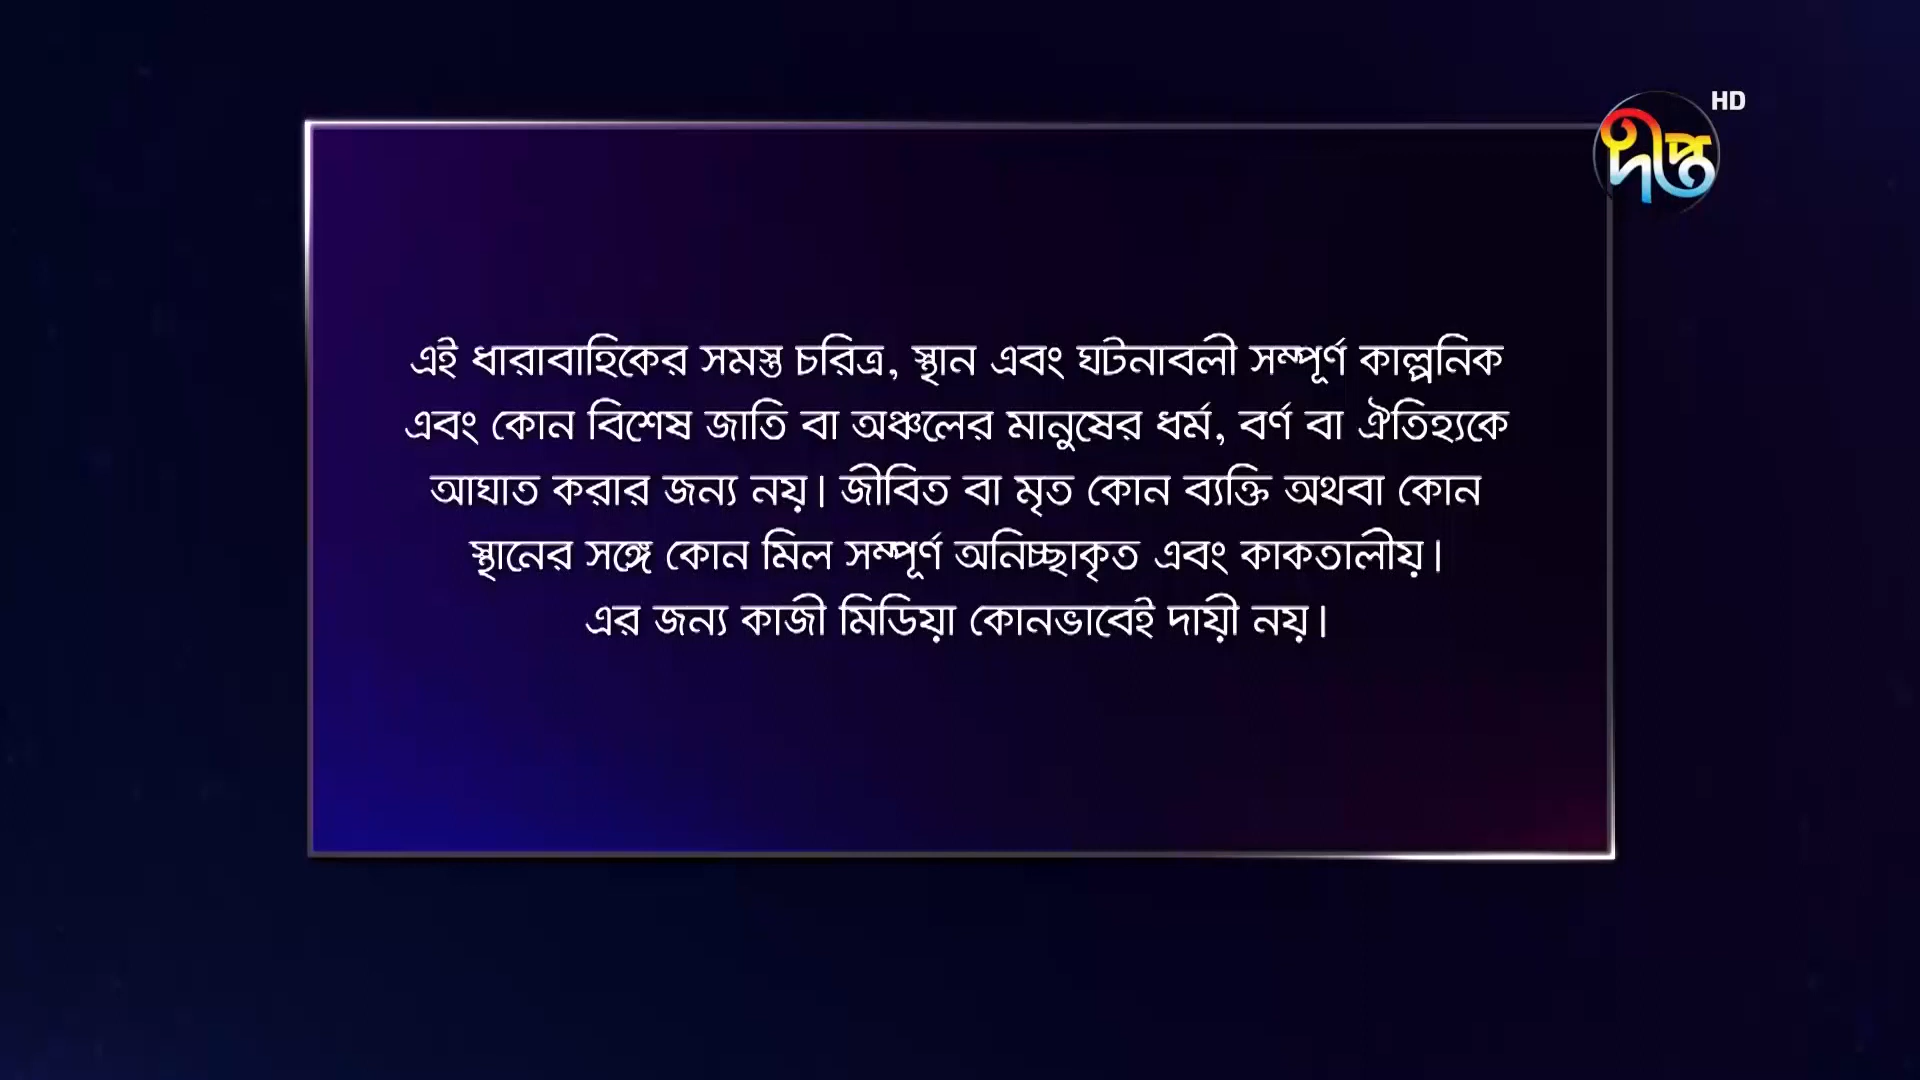 HD
দীপ্ত
এই ধারাবাহিকের সমস্ত চরিত্র, স্থান এবং ঘটনাবলী সম্পূর্ণ কাল্পনিক
এবং কোন বিশেষ জাতি বা অঞ্চলের মানুষের ধর্ম, বর্ণ বা ঐতিহ্যকে
আঘাত করার জন্য নয়। জীবিত বা মৃত কোন ব্যক্তি অথবা কোন
স্থানের সঙ্গে কোন মিল সম্পূর্ণ অনিচ্ছাকৃত এবং কাকতালীয়।
এর জন্য কাজী মিডিয়া কোনভাবেই দায়ী নয়।